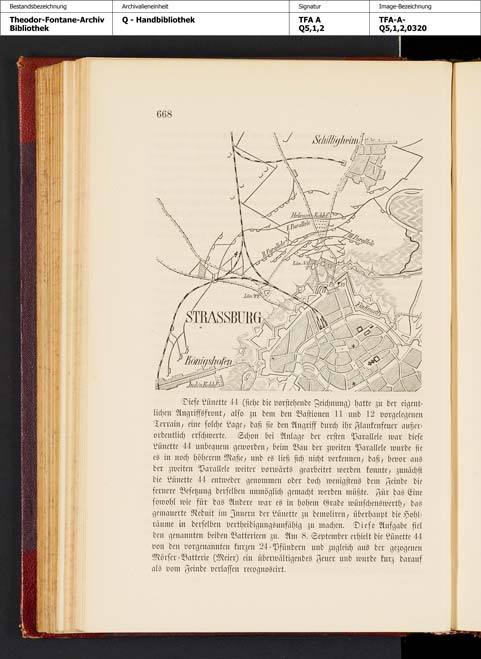 Bestandsbezeichnung
Theodor-Fontane-Archiv
Bibliothek
Archivalieneinheit
Q - Handbibliothek
Signatur
TFA A
Q5,1,2
Image-Bezeichnung
TFA-A-
Q5,1,2,0320
668
Schiltigheim
STRASSBURG
Königshofen
Diese Lünette 44 (siehe die vorstehende Zeichnung) hatte zu der eigent-
lichen Angriffsfront, also zu dem den Bastionen 11 und 12 vorgelegenen
Terrain, eine solche Lage, daß sie den Angriff durch ihr Flankenfeuer außer-
ordentlich erschwerte. Schon bei Anlage der ersten Parallele war diese
Lünette 44 unbequem geworden, beim Bau der zweiten Parallele wurde sie
es in noch höherem Maße, und es ließ sich nicht verkennen, daß, bevor aus
der zweiten Parallele weiter vorwärts gearbeitet werden konnte, zunächst
die Lünette 44 entweder genommen oder doch wenigstens dem Feinde die
fernere Besetzung derselben unmöglich gemacht werden müßte. Für das Eine
sowohl wie für das Andere war es in hohem Grade wünschenswerth, das
gemauerte Reduit im Innern der Lünette zu demoliren, überhaupt die Hohl-
räume in derselben vertheidigungsunfähig zu machen. Diese Aufgabe fiel
den genannten beiden Batterieen zu. Am 8. September erhielt die Lünette 44
von den vorgenannten kurzen 24-Pfündern und zugleich aus der gezogenen
Mörser-Batterie (Meier) ein überwältigendes Feuer und wurde kurz darauf
als vom Feinde verlassen recognoscirt.